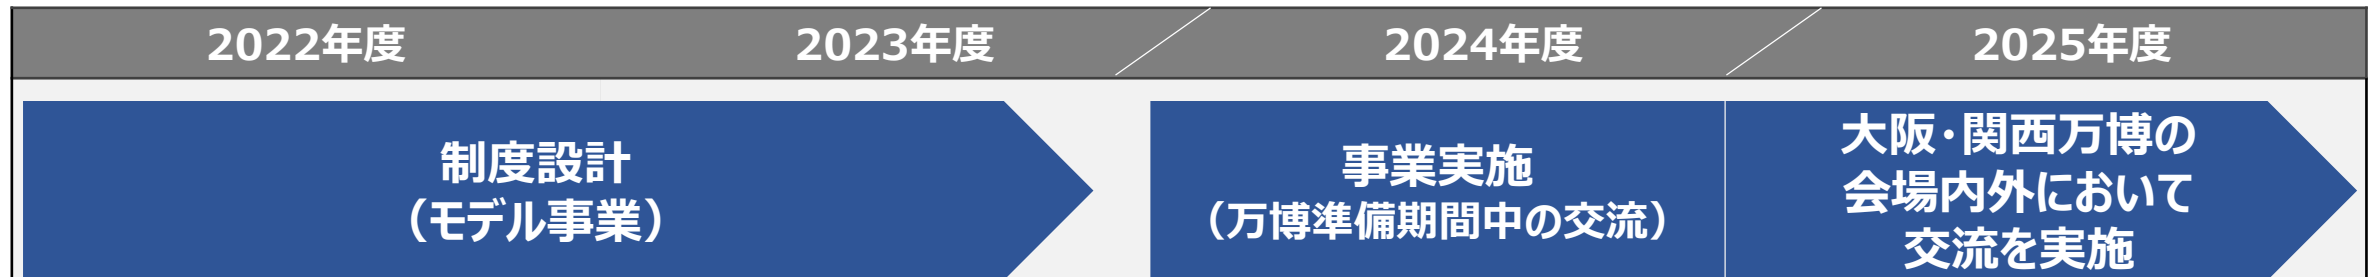 2022年度
2023年度
2024年度
2025年度
制度設計
（モデル事業）
事業実施
（万博準備期間中の交流）
大阪・関西万博の
会場内外において
交流を実施